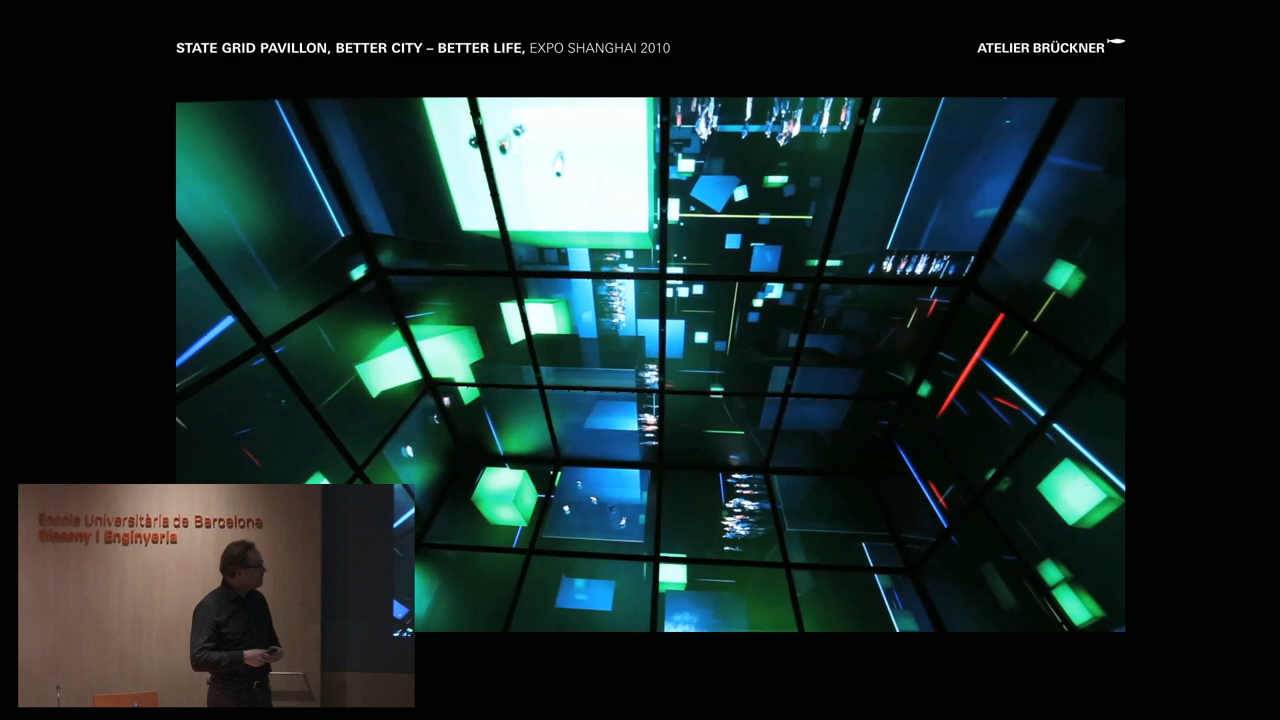 STATE GRID PAVILLON, BETTER CITY – BETTER LIFE, EXPO SHANGHAI 2010
ATELIER BRÜCKNER
Escola Universitària de Barcelona
Disseny i Enginyeria